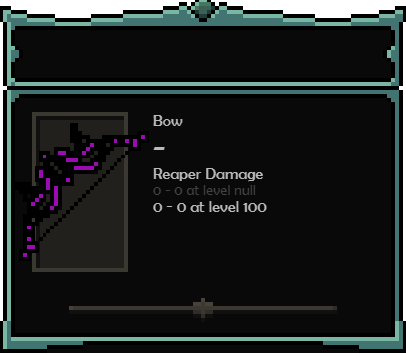 Bow
–
Reaper Damage
0 - 0 at level null
0 - 0 at level 100